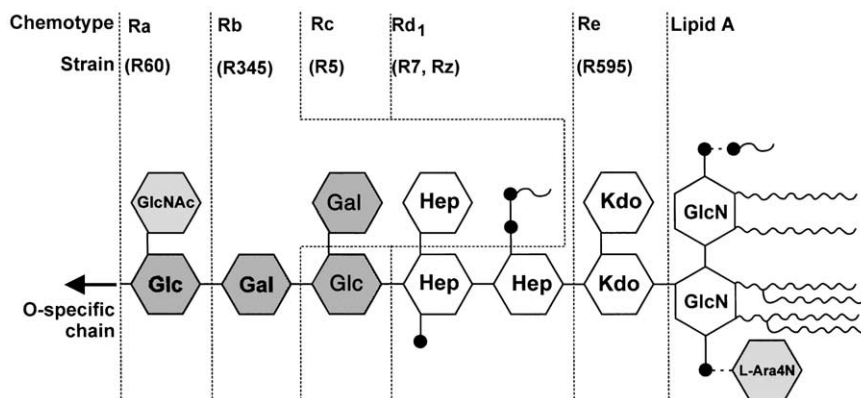 Chemotype Ra Rb Rc Rd1 Re Lipid A
Strain (R60) (R345) (R5) (R7, Rz) (R595)
GlcNAc Gal Hep Kdo GlcN
Glc Gal Glc Hep Hep Kdo GlcN
O-specific
chain
L-Ara4N